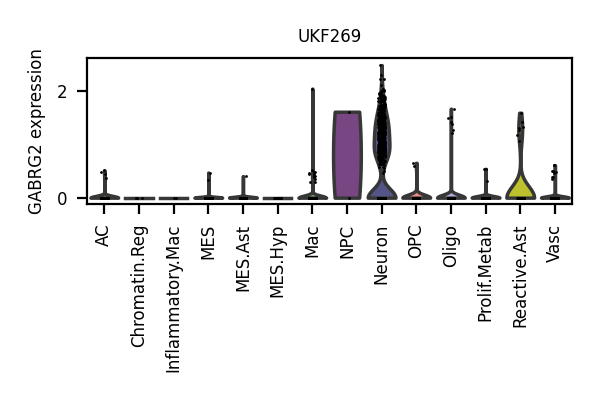 UKF269
GABRG2 expression
2
0
AC
Chromatin.Reg
Inflammatory.Mac
MES
MES.Ast
MES.Hyp
Mac
NPC
Neuron
OPC
Oligo
Prolif.Metab
Reactive.Ast
Vasc